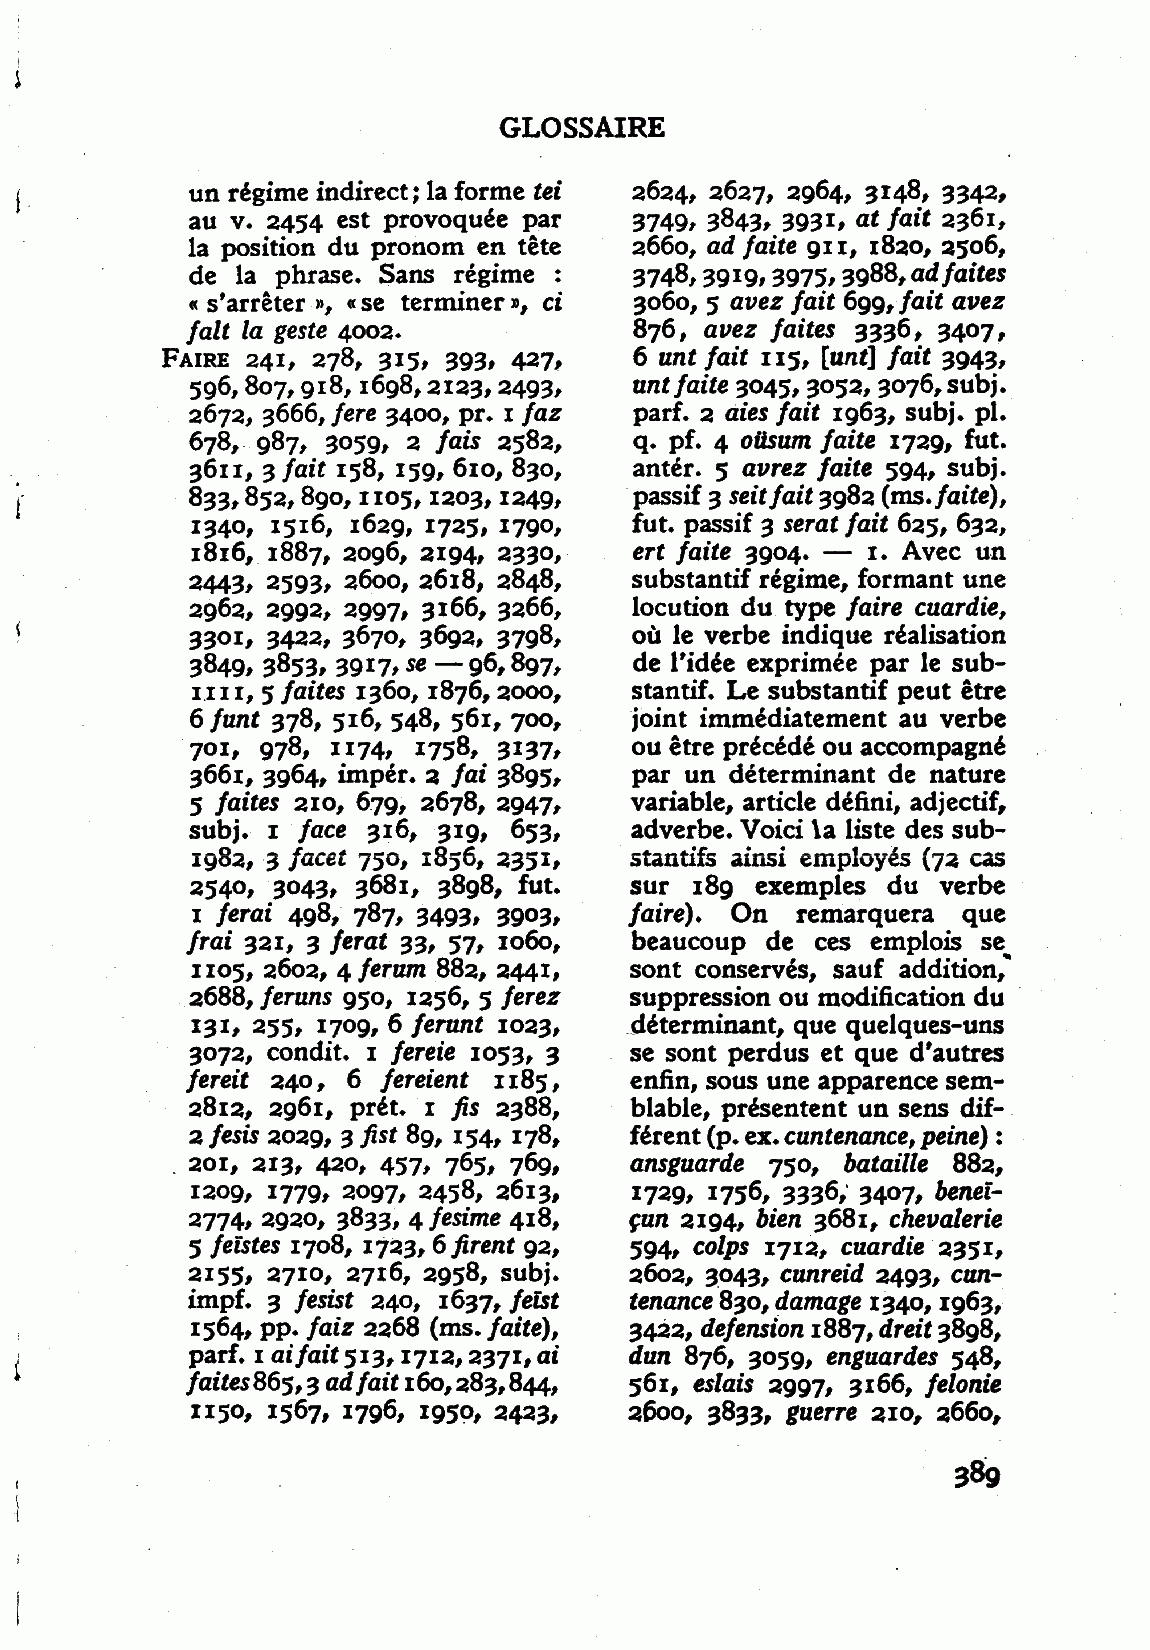 GLOSSAIRE
un régime indirect; la forme tei
au v. 2454 est provoquée par
la position du pronom en tête
de la phrase. Sans régime :
« s'arrêter », « se terminer », ci
falt la geste 4002.
FAIRE 241, 278, 315, 393, 427,
596, 807, 918, 1698, 2123, 2493,
2672, 3666, fere 3400, pr. 1 faz
678, 987, 3059, 2 fais 2582,
3611, 3 fait 158, 159, 610, 830,
833, 852, 890, 1105, 1203, 1249,
1340, 1516, 1629, 1725, 1790,
1816, 1887, 2096, 2194, 2330,
2443, 2593, 2600, 2618, 2848,
2962, 2992, 2997, 3166, 3266,
3301, 3422, 3670, 3692, 3798,
3849, 3853, 3917, se — 96, 897,
1111, 5 faites 1360, 1876, 2000,
6 funt 378, 516, 548, 561, 700,
701, 978, 1174, 1758, 3137,
3661, 3964, impér. 2 fai 3895,
5 faites 210, 679, 2678, 2947,
subj. 1 face 316, 319, 653,
1982, 3 facet 750, 1856, 2351,
2540, 3043, 3681, 3898, fut.
1 ferai 498, 787, 3493, 3903,
frai 321, 3 ferat 33, 57, 1060,
1105, 2602, 4 ferum 882, 2441,
2688, feruns 950, 1256, 5 ferez
131, 255, 1709, 6 ferunt 1023,
3072, condit. 1 fereie 1053, 3
fereit 240, 6 fereient 1185,
2812, 2961, prét. 1 fis 2388,
2 fesis 2029, 3 fist 89, 154, 178,
201, 213, 420, 457, 765, 769,
1209, 1779, 2097, 2458, 2613,
2774, 2920, 3833, 4 fesime 418,
5 feïstes 1708, 1723, 6 firent 92,
2155, 2710, 2716, 2958, subj.
impf. 3 fesist 240, 1637, feïst
1564, pp. faiz 2268 (ms. faite),
parf. 1 ai fait 513, 1712, 2371, ai
faites 865, 3 ad fait 160, 283, 844,
1150, 1567, 1796, 1950, 2423,
2624, 2627, 2964, 3148, 3342,
3749, 3843, 3931, at fait 2361,
2660, ad faite 911, 1820, 2506,
3748, 3919, 3975, 3988, ad faites
3060, 5 avez fait 699, fait avez
876, avez faites 3336, 3407,
6 unt fait 115, [unt] fait 3943,
unt faite 3045, 3052, 3076, subj.
parf. 2 aies fait 1963, subj. pl.
q. pf. 4 oüsum faite 1729, fut.
antér. 5 avrez faite 594, subj.
passif 3 seit fait 3982 (ms. faite),
fut. passif 3 serat fait 625, 632,
ert faite 3904. — 1. Avec un
substantif régime, formant une
locution du type faire cuardie,
où le verbe indique réalisation
de l'idée exprimée par le sub-
stantif. Le substantif peut être
joint immédiatement au verbe
ou être précédé ou accompagné
par un déterminant de nature
variable, article défini, adjectif,
adverbe. Voici la liste des sub-
stantifs ainsi employés (72 cas
sur 189 exemples du verbe
faire). On remarquera que
beaucoup de ces emplois se
sont conservés, sauf addition,
suppression ou modification du
déterminant, que quelques-uns
se sont perdus et que d'autres
enfin, sous une apparence sem-
blable, présentent un sens dif-
férent (p. ex. cuntenance, peine) :
ansguarde 750, bataille 882,
1729, 1756, 3336, 3407, beneï-
çun 2194, bien 3681, chevalerie
594, colps 1712, cuardie 2351,
2602, 3043, cunreid 2493, cun-
tenance 830, damage 1340, 1963,
3422, defension 1887, dreit 3898,
dun 876, 3059, enguardes 548,
561, eslais 2997, 3166, felonie
2600, 3833, guerre 210, 2660,
389